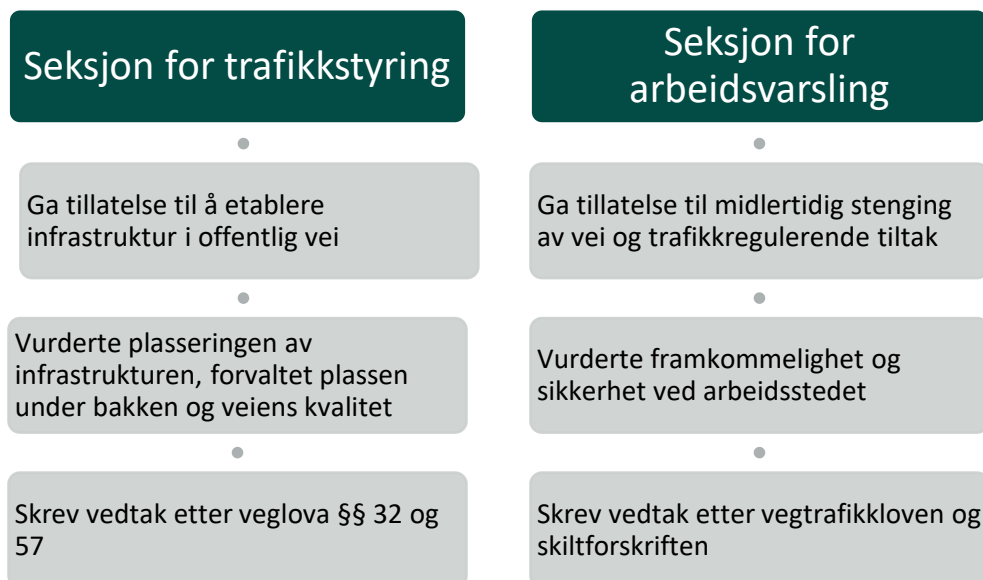 Seksjon for trafikkstyring
Ga tillatelse til å etablere
infrastruktur i offentlig vei
Vurderte plasseringen av
infrastrukturen, forvaltet plassen
under bakken og veiens kvalitet
Skrev vedtak etter veglova §§ 32 og
57
Seksjon for
arbeidsvarsling
Ga tillatelse til midlertidig stenging
av vei og trafikkregulerende tiltak
Vurderte framkommelighet og
sikkerhet ved arbeidsstedet
Skrev vedtak etter vegtrafikkloven og
skiltforskriften